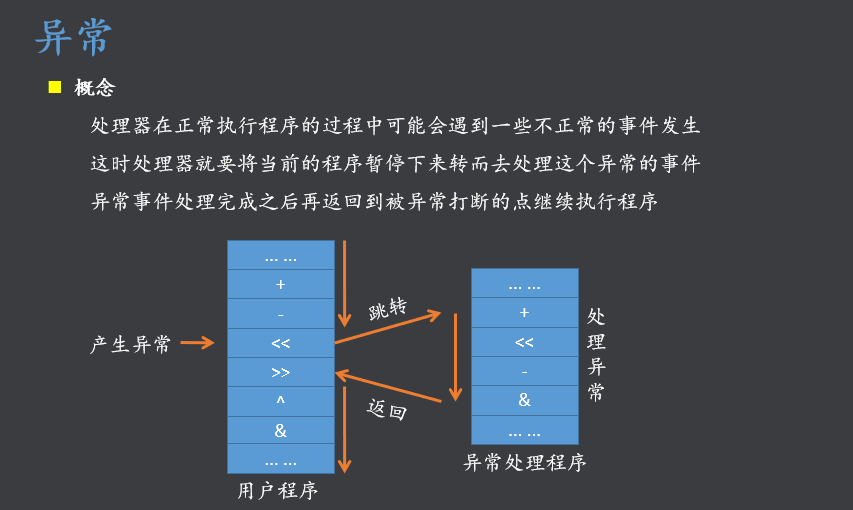 异常
概念
处理器在正常执行程序的过程中可能会遇到一些不正常的事件发生
这时处理器就要将当前的程序暂停下来转而去处理这个异常的事件
异常事件处理完成之后再返回到被异常打断的点继续执行程序
产生异常
... ...
+
-
<<
>>
^
&
... ...
用户程序
跳转
返回
... ...
+
<<
-
&
... ...
处理异常
异常处理程序